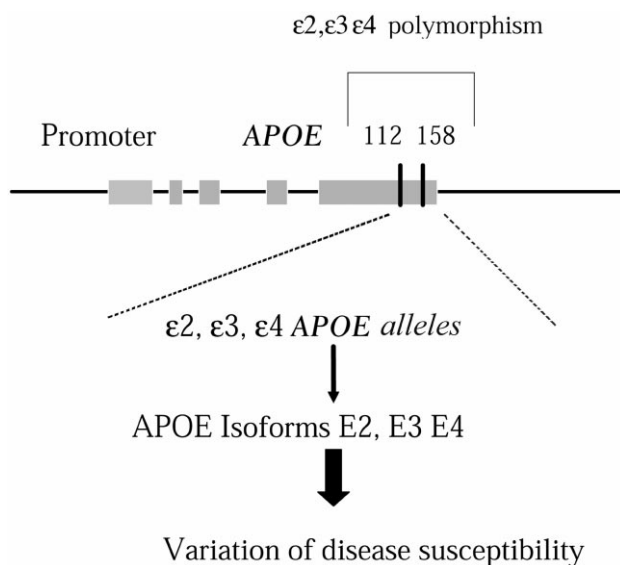 ε2,ε3 ε4 polymorphism
Promoter APOE 112 158
ε2, ε3, ε4 APOE alleles
APOE Isoforms E2, E3 E4
Variation of disease susceptibility